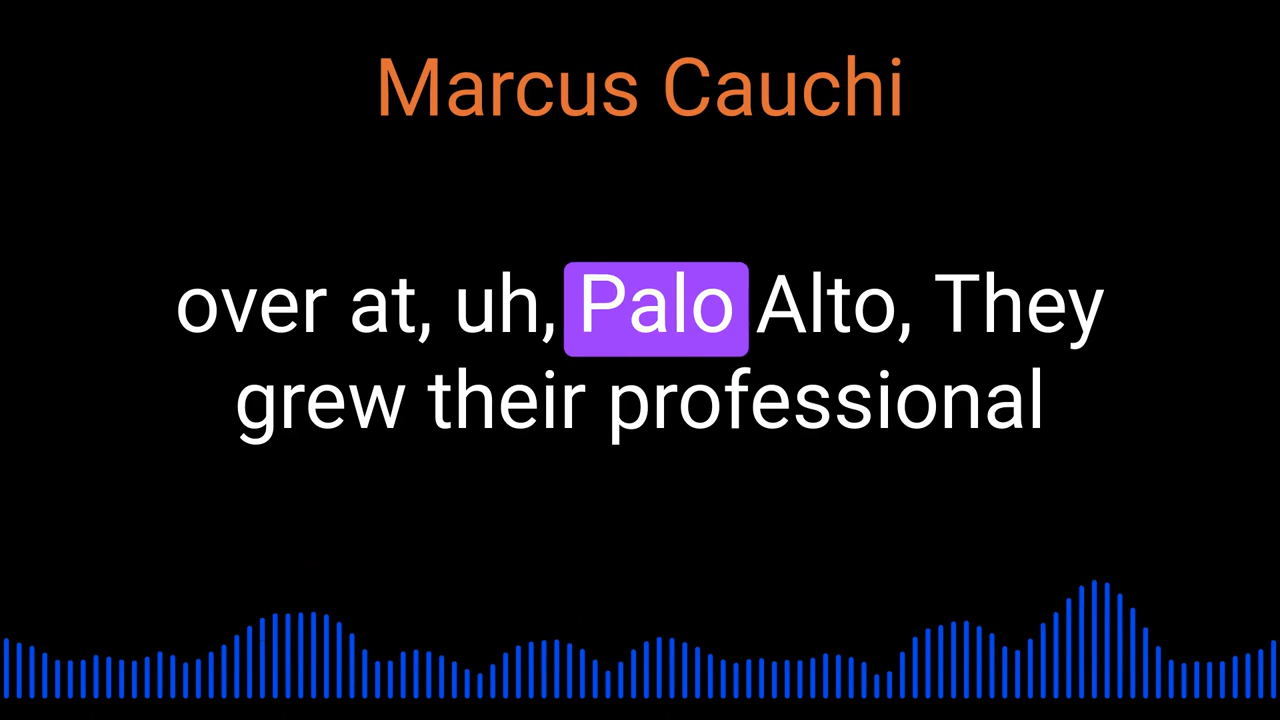 Marcus Cauchi
over at, uh, Palo Alto, They
grew their professional